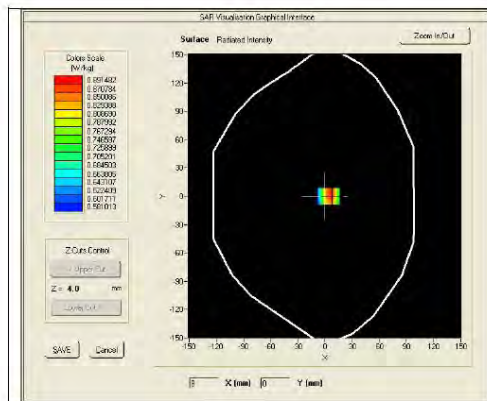 SAR Visualisation Graphical Interface
Surface Radiated Intensity
Zoom In/Out
Colors Scale
(W/kg)
0.891482
0.870784
0.850086
0.829388
0.808690
0.787992
0.767294
0.746597
0.725899
0.705201
0.684503
0.663805
0.643107
0.622409
0.601711
0.581013
150
120
90
60
30
0
-30
-60
-90
-120
-150
Y
-150 -120 -90 -60 -30 0 30 60 90 120 150
X
Z Cuts Control
Upper Cut
Z = 4.0 mm
Lower Cut
SAVE
Cancel
X (mm) 0 Y (mm)